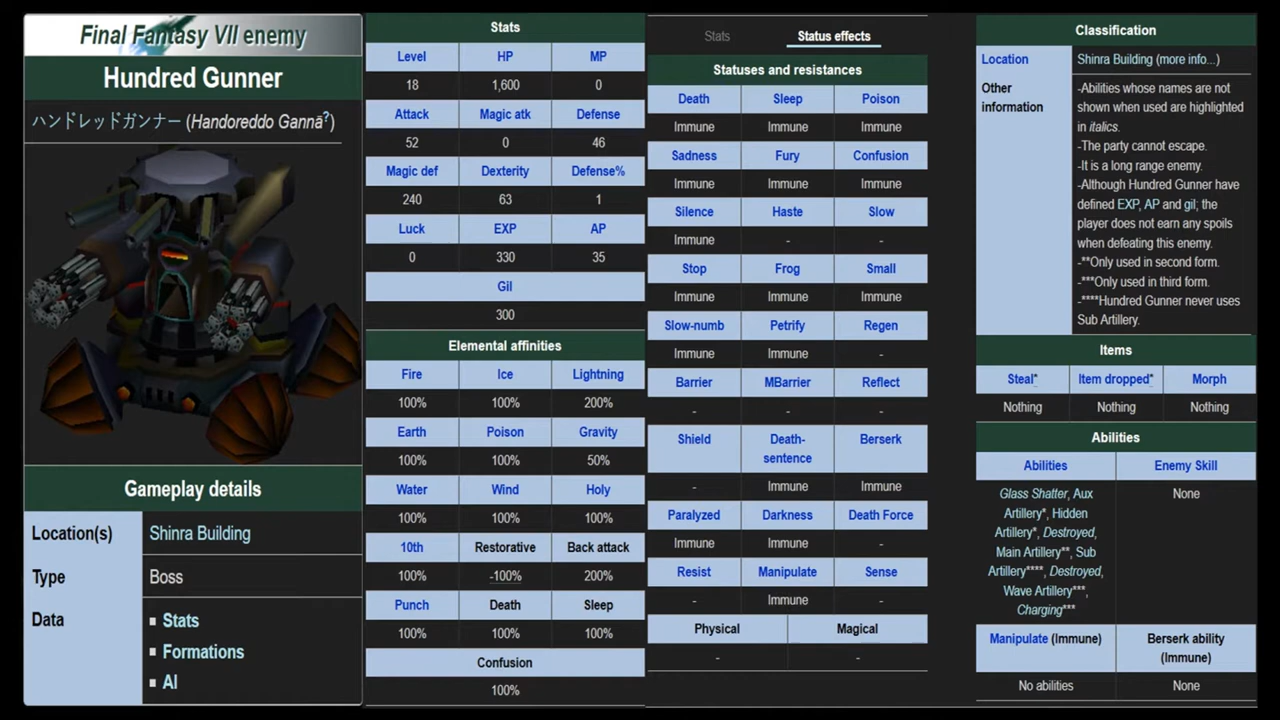 Final Fantasy VII enemy
Hundred Gunner
ハンドレッドガンナー (Handoreddo Gannā?)
Gameplay details
Location(s) Shinra Building
Type Boss
Data ▪ Stats
▪ Formations
▪ AI
Stats
Level HP MP
18 1,600 0
Attack Magic atk Defense
52 0 46
Magic def Dexterity Defense%
240 63 1
Luck EXP AP
0 330 35
Gil
300
Elemental affinities
Fire Ice Lightning
100% 100% 200%
Earth Poison Gravity
100% 100% 50%
Water Wind Holy
100% 100% 100%
10th Restorative Back attack
100% -100% 200%
Punch Death Sleep
100% 100% 100%
Confusion
100%
Stats Status effects
Statuses and resistances
Death Sleep Poison
Immune Immune Immune
Sadness Fury Confusion
Immune Immune Immune
Silence Haste Slow
Immune - -
Stop Frog Small
Immune Immune Immune
Slow-numb Petrify Regen
Immune Immune -
Barrier MBarrier Reflect
- - -
Shield Death-sentence Berserk
- Immune Immune
Paralyzed Darkness Death Force
Immune Immune -
Resist Manipulate Sense
- Immune -
Physical Magical
- -
Classification
Location Shinra Building (more info...)
Other information
-Abilities whose names are not
shown when used are highlighted
in italics.
-The party cannot escape.
-It is a long range enemy.
-Although Hundred Gunner have
defined EXP, AP and gil; the
player does not earn any spoils
when defeating this enemy.
-**Only used in second form.
-***Only used in third form.
-****Hundred Gunner never uses
Sub Artillery.
Items
Steal* Item dropped* Morph
Nothing Nothing Nothing
Abilities
Abilities Enemy Skill
Glass Shatter, Aux None
Artillery*, Hidden
Artillery*, Destroyed,
Main Artillery**, Sub
Artillery****, Destroyed,
Wave Artillery***,
Charging***
Manipulate (Immune) Berserk ability (Immune)
No abilities None